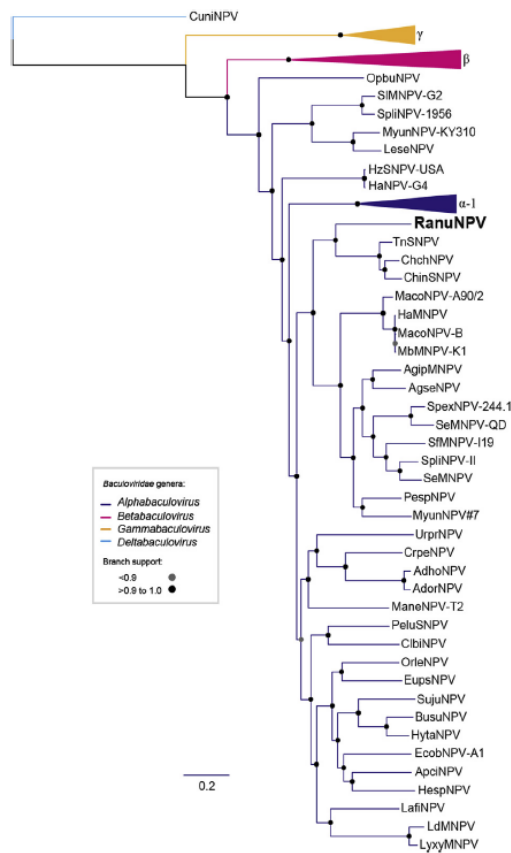 CuniNPV
γ
β
OpbuNPV
SlMNPV-G2
SpliNPV-1956
MyunNPV-KY310
LeseNPV
HzSNPV-USA
HaNPV-G4
α-1
RanuNPV
TnSNPV
ChchNPV
ChinSNPV
MacoNPV-A90/2
HaMNPV
MacoNPV-B
MbMNPV-K1
AgipMNPV
AgseNPV
SpexNPV-244.1
SeMNPV-QD
SfMNPV-I19
SpliNPV-II
SeMNPV
PespNPV
MyunNPV#7
UrprNPV
CrpeNPV
AdhoNPV
AdorNPV
ManeNPV-T2
PeluSNPV
ClbiNPV
OrleNPV
EupsNPV
SujuNPV
BusuNPV
HytaNPV
EcobNPV-A1
ApciNPV
HespNPV
LafiNPV
LdMNPV
LyxyMNPV
Baculoviridae genera:
Alphabaculovirus
Betabaculovirus
Gammabaculovirus
Deltabaculovirus
Branch support:
<0.9
>0.9 to 1.0
0.2